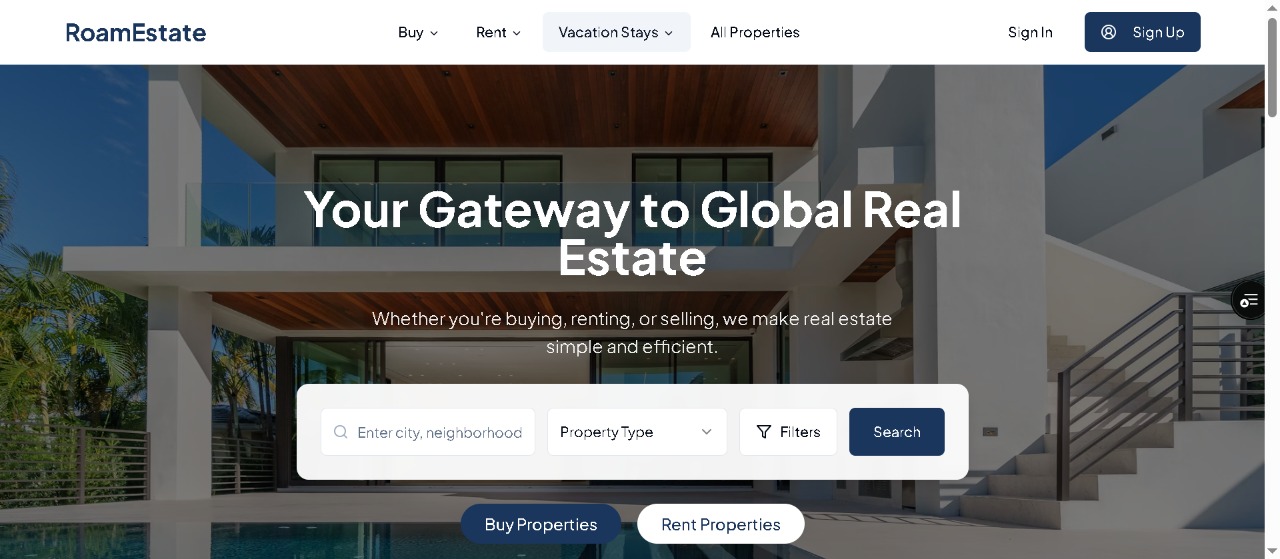 RoamEstate
Buy
Rent
Vacation Stays
All Properties
Sign In
Sign Up
Your Gateway to Global Real
Estate
Whether you're buying, renting, or selling, we make real estate
simple and efficient.
Enter city, neighborhood
Property Type
Filters
Search
Buy Properties
Rent Properties